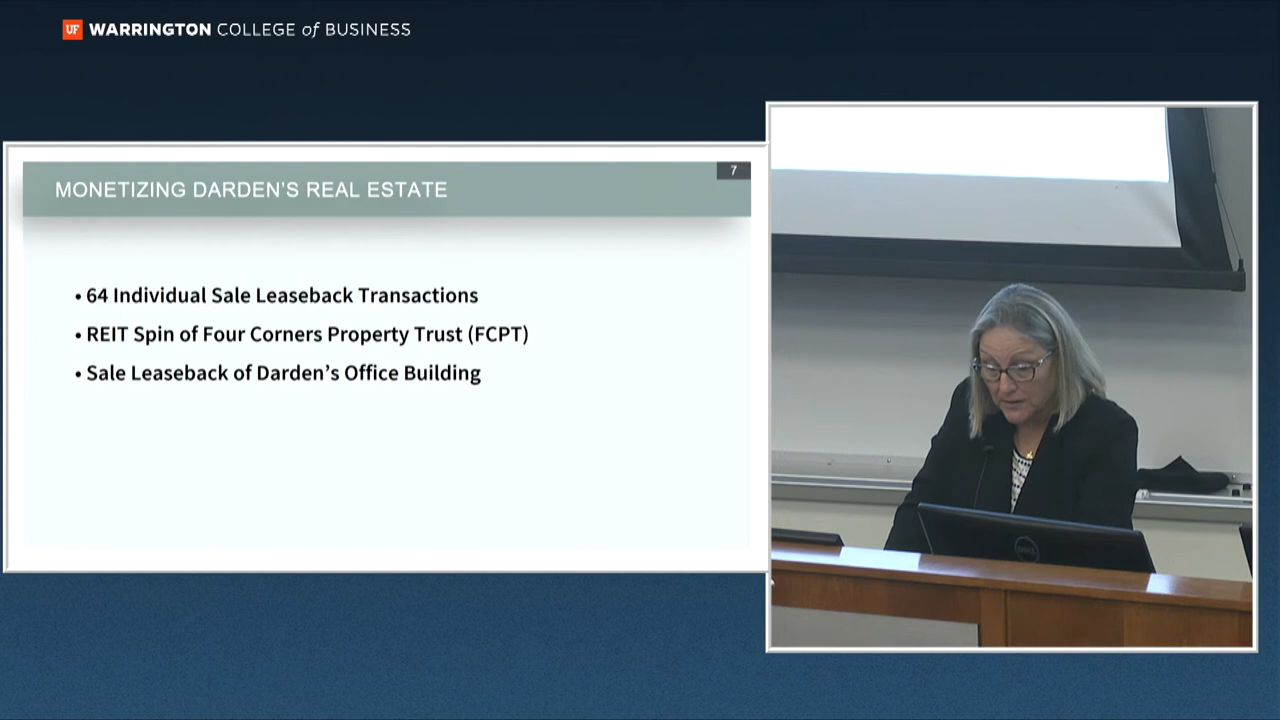 UF WARRINGTON COLLEGE of BUSINESS
7
MONETIZING DARDEN'S REAL ESTATE
• 64 Individual Sale Leaseback Transactions
• REIT Spin of Four Corners Property Trust (FCPT)
• Sale Leaseback of Darden's Office Building
DELL